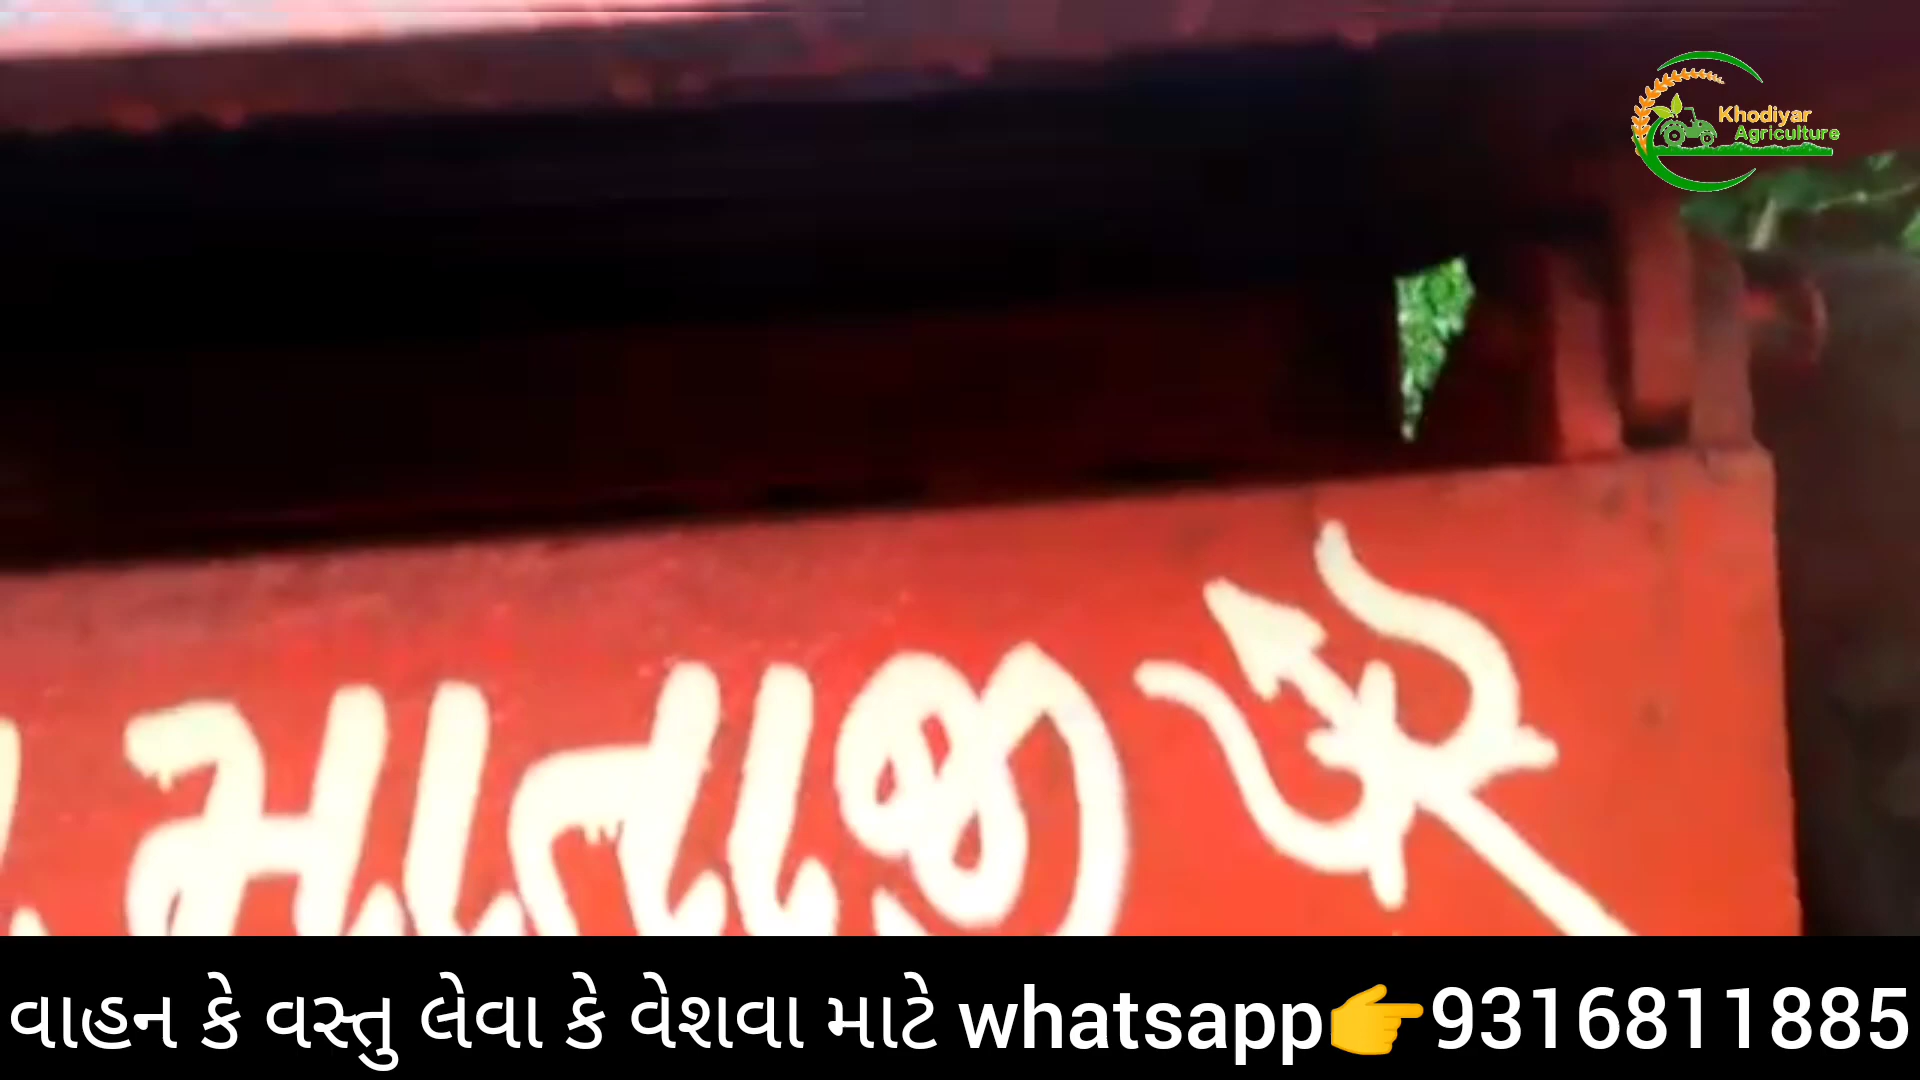 Khodiyar
Agriculture
માતાજી
વાહન કે વસ્તુ લેવા કે વેશવા માટે whatsapp👉9316811885